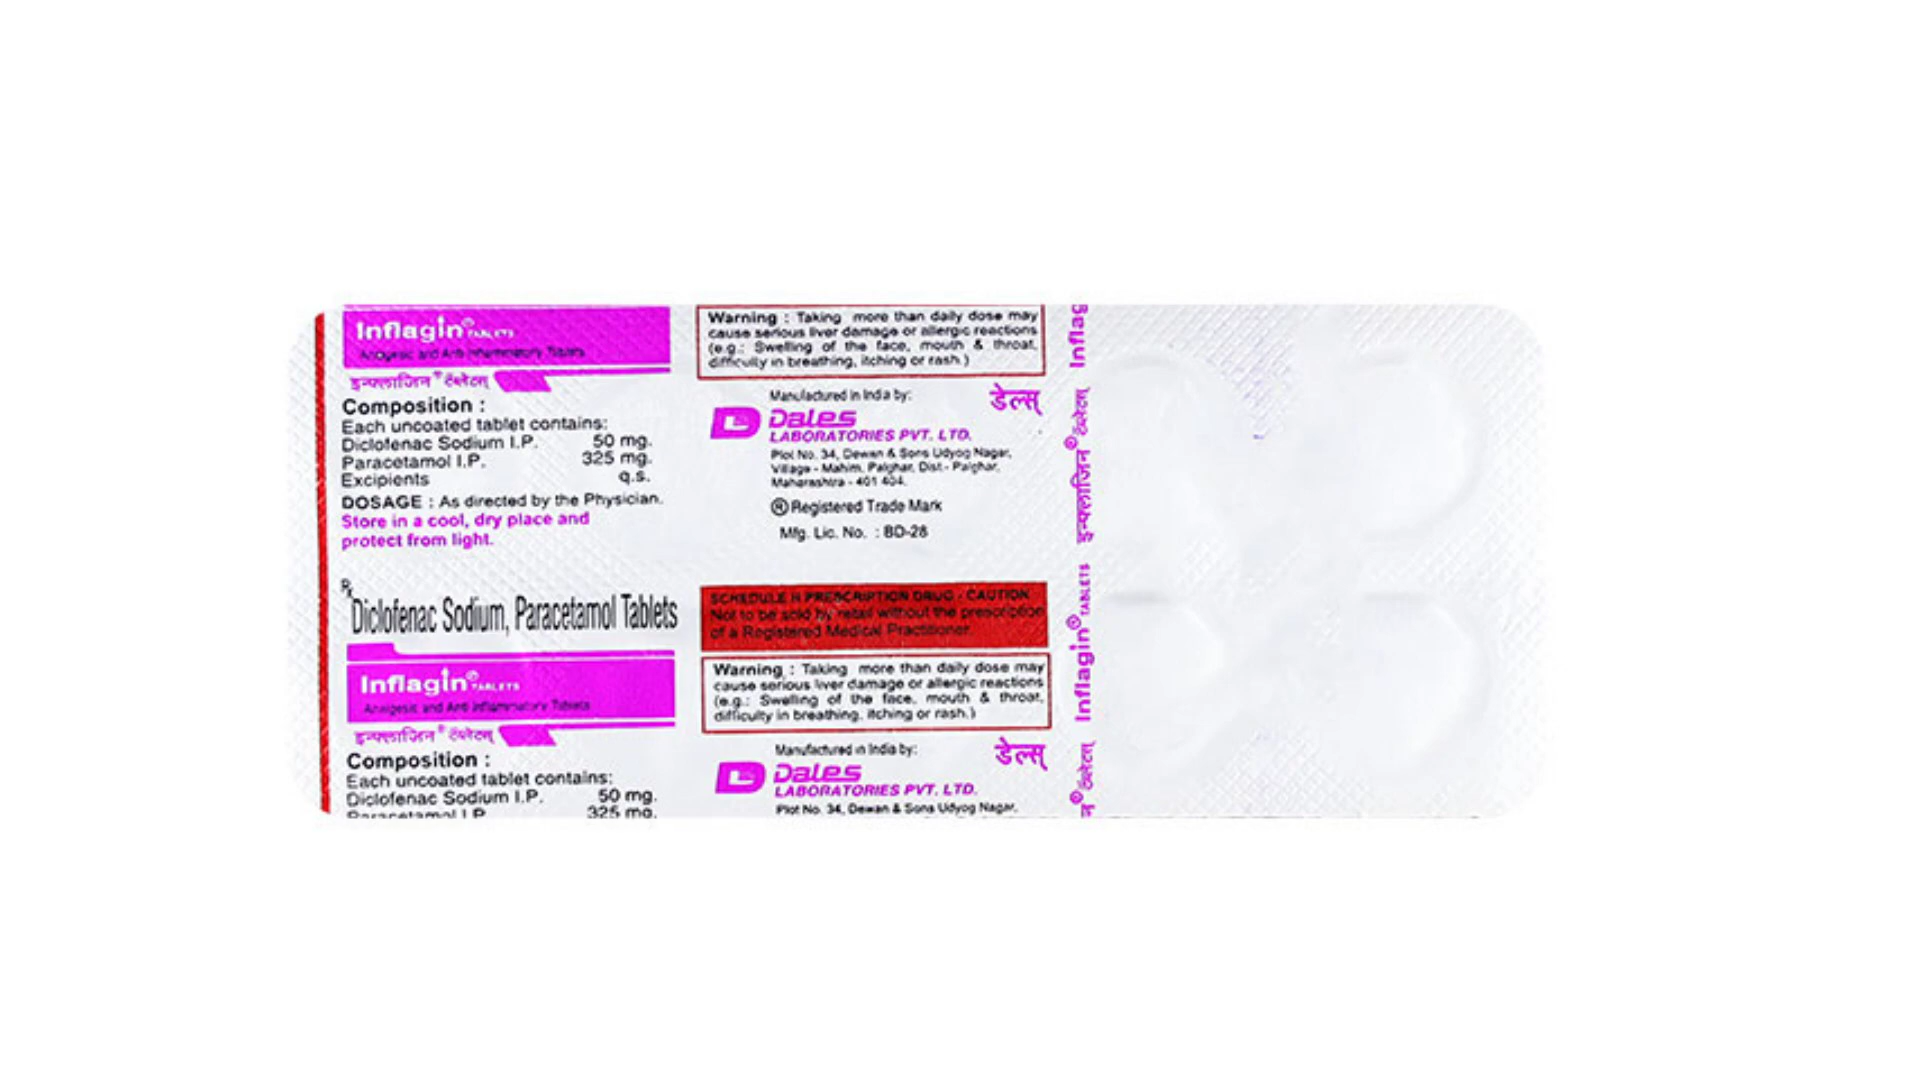 Inflagin® TABLETS
Analgesic and Anti Inflammatory Tablets
इन्फ्लाजिन® टॅब्लेटस्
Composition :
Each uncoated tablet contains:
Diclofenac Sodium I.P. 50 mg.
Paracetamol I.P. 325 mg.
Excipients q.s.
DOSAGE : As directed by the Physician.
Store in a cool, dry place and
protect from light.
Rx
Diclofenac Sodium, Paracetamol Tablets
Inflagin® TABLETS
Analgesic and Anti Inflammatory Tablets
इन्फ्लाजिन® टॅब्लेटस्
Composition :
Each uncoated tablet contains:
Diclofenac Sodium I.P. 50 mg.
Paracetamol I.P. 325 mg.
Warning : Taking more than daily dose may
cause serious liver damage or allergic reactions
(e.g.: Swelling of the face, mouth & throat,
difficulty in breathing, itching or rash.)
Manufactured in India by:
डेल्स्
Dales
LABORATORIES PVT. LTD.
Plot No. 34, Dewan & Sons Udyog Nagar,
Village - Mahim, Palghar, Dist - Palghar,
Maharashtra - 401 404.
® Registered Trade Mark
Mfg. Lic. No. : BD-28
SCHEDULE H PRESCRIPTION DRUG - CAUTION
Not to be sold by retail without the prescription
of a Registered Medical Practitioner.
Warning : Taking more than daily dose may
cause serious liver damage or allergic reactions
(e.g.: Swelling of the face, mouth & throat,
difficulty in breathing, itching or rash.)
Manufactured in India by:
डेल्स्
Dales
LABORATORIES PVT. LTD.
Plot No. 34, Dewan & Sons Udyog Nagar,
न® टॅब्लेटस् Inflagin® TABLETS इन्फ्लाजिन® टॅब्लेटस् Inflag